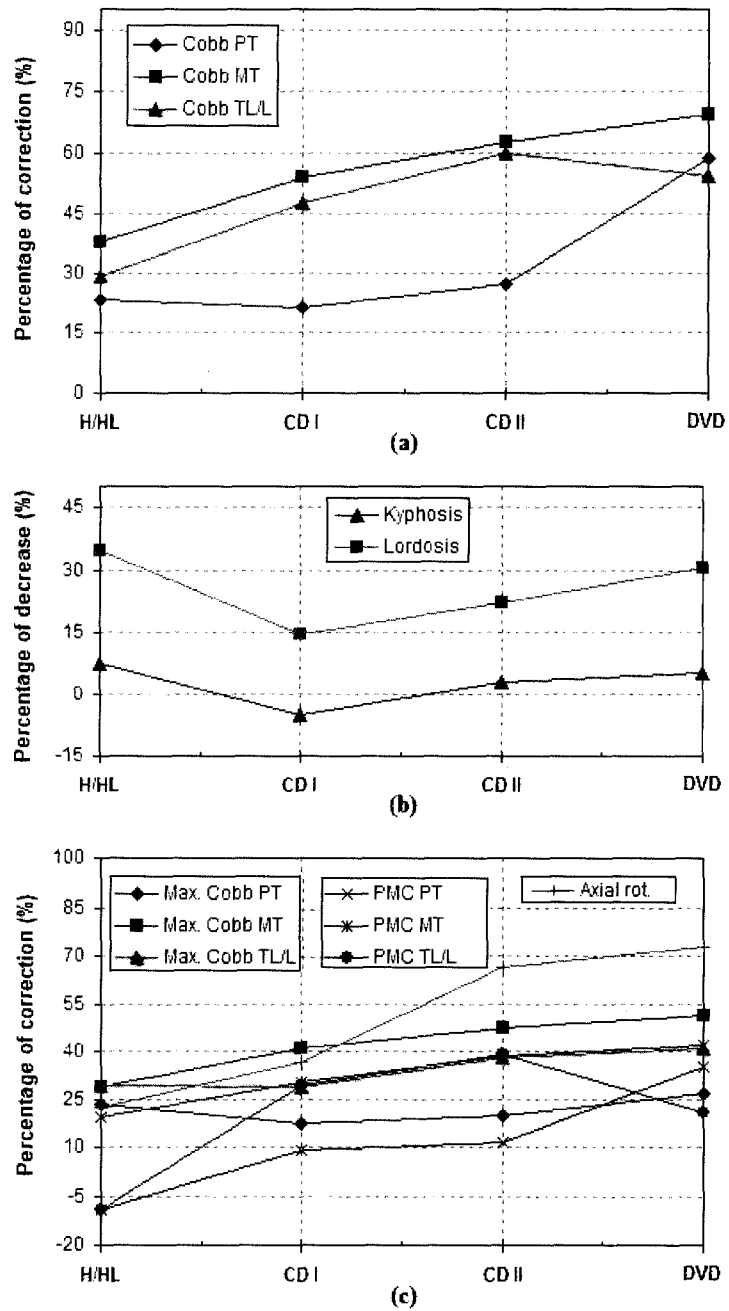 Percentage of correction (%)
90
75
60
45
30
15
0
Cobb PT
Cobb MT
Cobb TL/L
H/HL
CD I
CD II
DVD
(a)
Percentage of decrease (%)
45
30
15
0
-15
Kyphosis
Lordosis
H/HL
CD I
CD II
DVD
(b)
Percentage of correction (%)
100
85
70
55
40
25
10
-5
-20
Max. Cobb PT
Max. Cobb MT
Max. Cobb TL/L
PMC PT
PMC MT
PMC TL/L
Axial rot.
H/HL
CD I
CD II
DVD
(c)